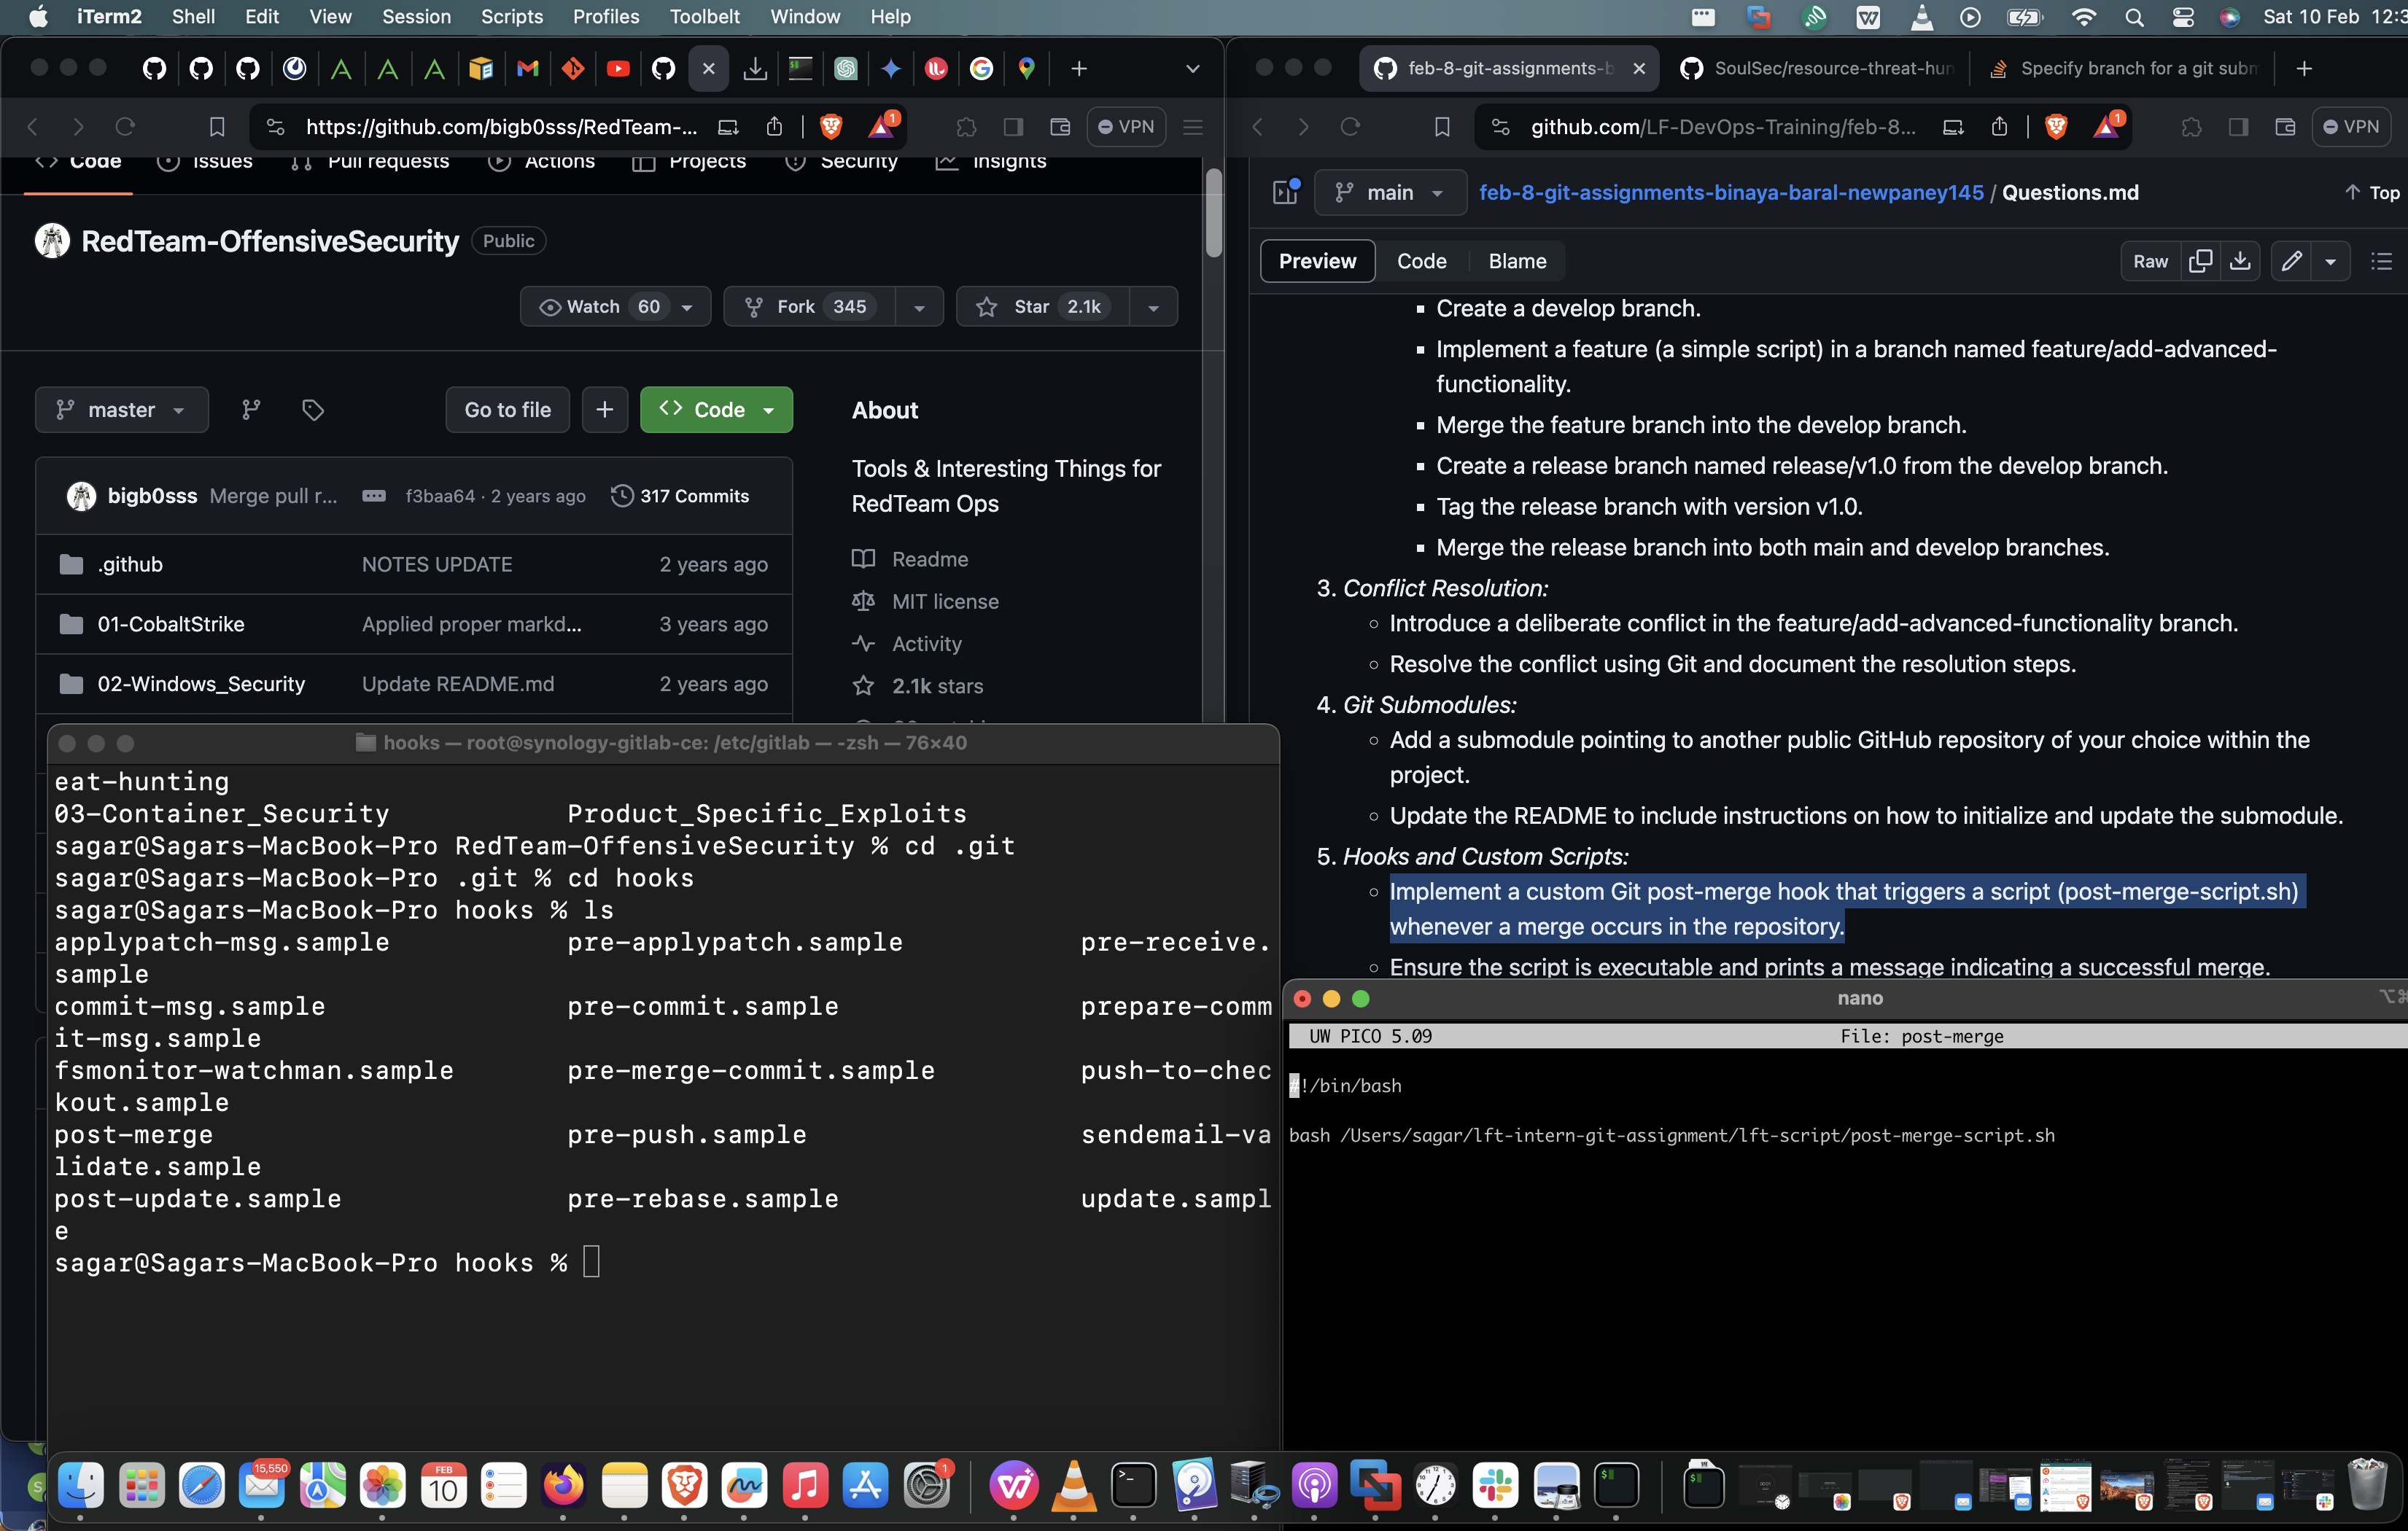 iTerm2 Shell Edit View Session Scripts Profiles Toolbelt Window Help Sat 10 Feb 12:3
https://github.com/bigb0sss/RedTeam-... 1 VPN
Code Issues Pull requests Actions Projects Security Insights
RedTeam-OffensiveSecurity Public
Watch 60 Fork 345 Star 2.1k
master Go to file + Code
bigb0sss Merge pull r... f3baa64 · 2 years ago 317 Commits
.github NOTES UPDATE 2 years ago
01-CobaltStrike Applied proper markd... 3 years ago
02-Windows_Security Update README.md 2 years ago
About
Tools & Interesting Things for
RedTeam Ops
Readme
MIT license
Activity
2.1k stars
feb-8-git-assignments-b SoulSec/resource-threat-hun Specify branch for a git subm
github.com/LF-DevOps-Training/feb-8... 1 VPN
main feb-8-git-assignments-binaya-baral-newpaney145 / Questions.md Top
Preview Code Blame Raw
▪ Create a develop branch.
▪ Implement a feature (a simple script) in a branch named feature/add-advanced-
functionality.
▪ Merge the feature branch into the develop branch.
▪ Create a release branch named release/v1.0 from the develop branch.
▪ Tag the release branch with version v1.0.
▪ Merge the release branch into both main and develop branches.
3. Conflict Resolution:
○ Introduce a deliberate conflict in the feature/add-advanced-functionality branch.
○ Resolve the conflict using Git and document the resolution steps.
4. Git Submodules:
○ Add a submodule pointing to another public GitHub repository of your choice within the
project.
○ Update the README to include instructions on how to initialize and update the submodule.
5. Hooks and Custom Scripts:
○ Implement a custom Git post-merge hook that triggers a script (post-merge-script.sh)
whenever a merge occurs in the repository.
○ Ensure the script is executable and prints a message indicating a successful merge.
hooks — root@synology-gitlab-ce: /etc/gitlab — -zsh — 76×40
eat-hunting
03-Container_Security Product_Specific_Exploits
sagar@Sagars-MacBook-Pro RedTeam-OffensiveSecurity % cd .git
sagar@Sagars-MacBook-Pro .git % cd hooks
sagar@Sagars-MacBook-Pro hooks % ls
applypatch-msg.sample pre-applypatch.sample pre-receive.
sample
commit-msg.sample pre-commit.sample prepare-comm
it-msg.sample
fsmonitor-watchman.sample pre-merge-commit.sample push-to-chec
kout.sample
post-merge pre-push.sample sendemail-va
lidate.sample
post-update.sample pre-rebase.sample update.sampl
e
sagar@Sagars-MacBook-Pro hooks %
nano
UW PICO 5.09 File: post-merge
#!/bin/bash
bash /Users/sagar/lft-intern-git-assignment/lft-script/post-merge-script.sh
15,550
FEB
10
1